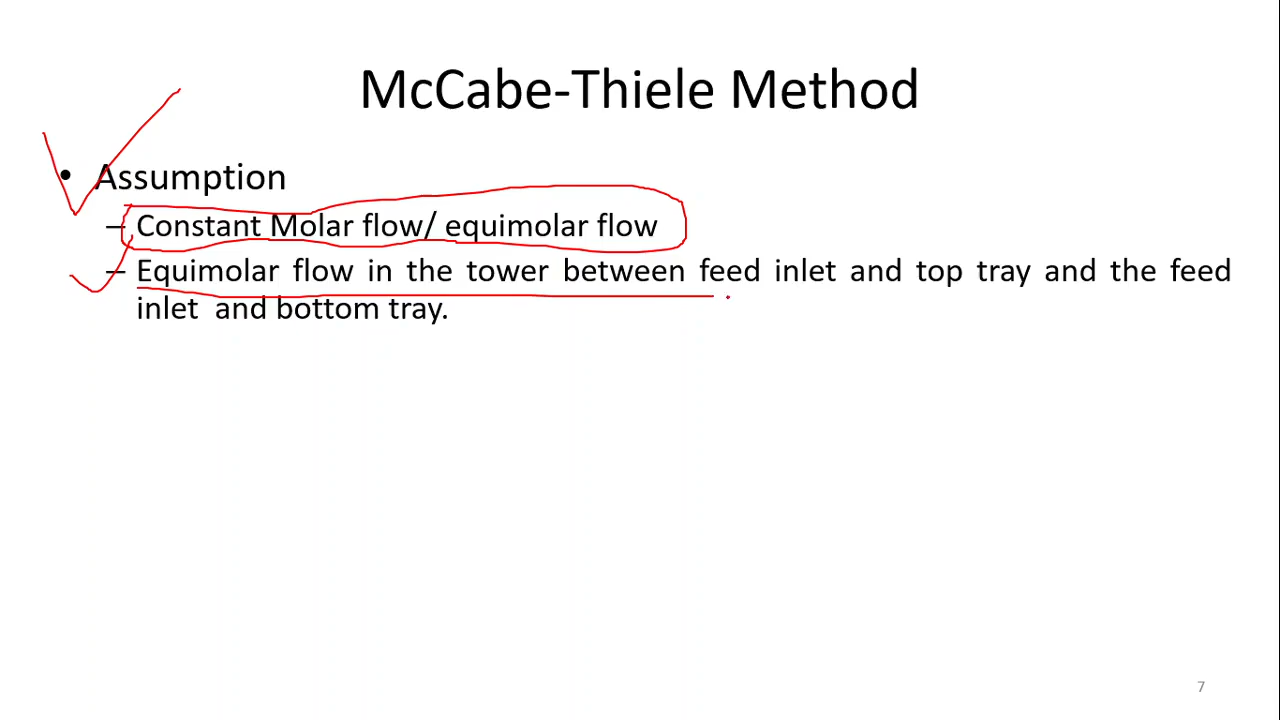 McCabe-Thiele Method
• Assumption
– Constant Molar flow/ equimolar flow
– Equimolar flow in the tower between feed inlet and top tray and the feed
inlet and bottom tray.
7